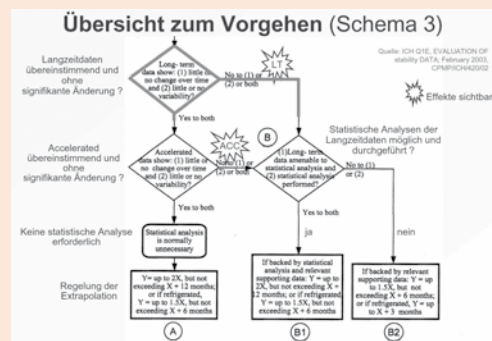 Übersicht zum Vorgehen (Schema 3)
Langzeitdaten
übereinstimmend und
ohne
signifikante Änderung ?
Long- term
data show: (1) little or
no change over time
and (2) little or no
variability?
LT
No to (1) or
(2) or both
Quelle: ICH Q1E, EVALUATION OF
stability DATA; February 2003,
CPMP/ICH/420/02
Effekte sichtbar
Yes to both
Accelerated
übereinstimmend und
ohne
signifikante Änderung ?
Accelerated
data show: (1) little or
no change over time
and (2) little or no
variability?
ACC
No to (1) or
(2) or both
B
Statistische Analysen der
Langzeitdaten möglich und
durchgeführt ?
(1)Long- term
data amenable to
statistical analysis and
(2) statistical analysis
performed?
No to (1)
or (2)
Yes to both
Yes to both
ja
nein
Keine statistische Analyse
erforderlich
Statistical analysis
is normally
unnecessary
Regelung der
Extrapolation
Y= up to 2X, but not
exceeding X + 12 months;
or if refrigerated,
Y = up to 1.5X, but not
exceeding X + 6 months
If backed by statistical
analysis and relevant
supporting data: Y = up to
2X, but not exceeding X +
12 months; or if refrigerated,
Y = up to 1.5X, but not
exceeding X + 6 months
If backed by relevant
supporting data: Y = up
to 1.5X, but not
exceeding X + 6 months;
or if refrigerated, Y = up
to X + 3 months
A
B1
B2